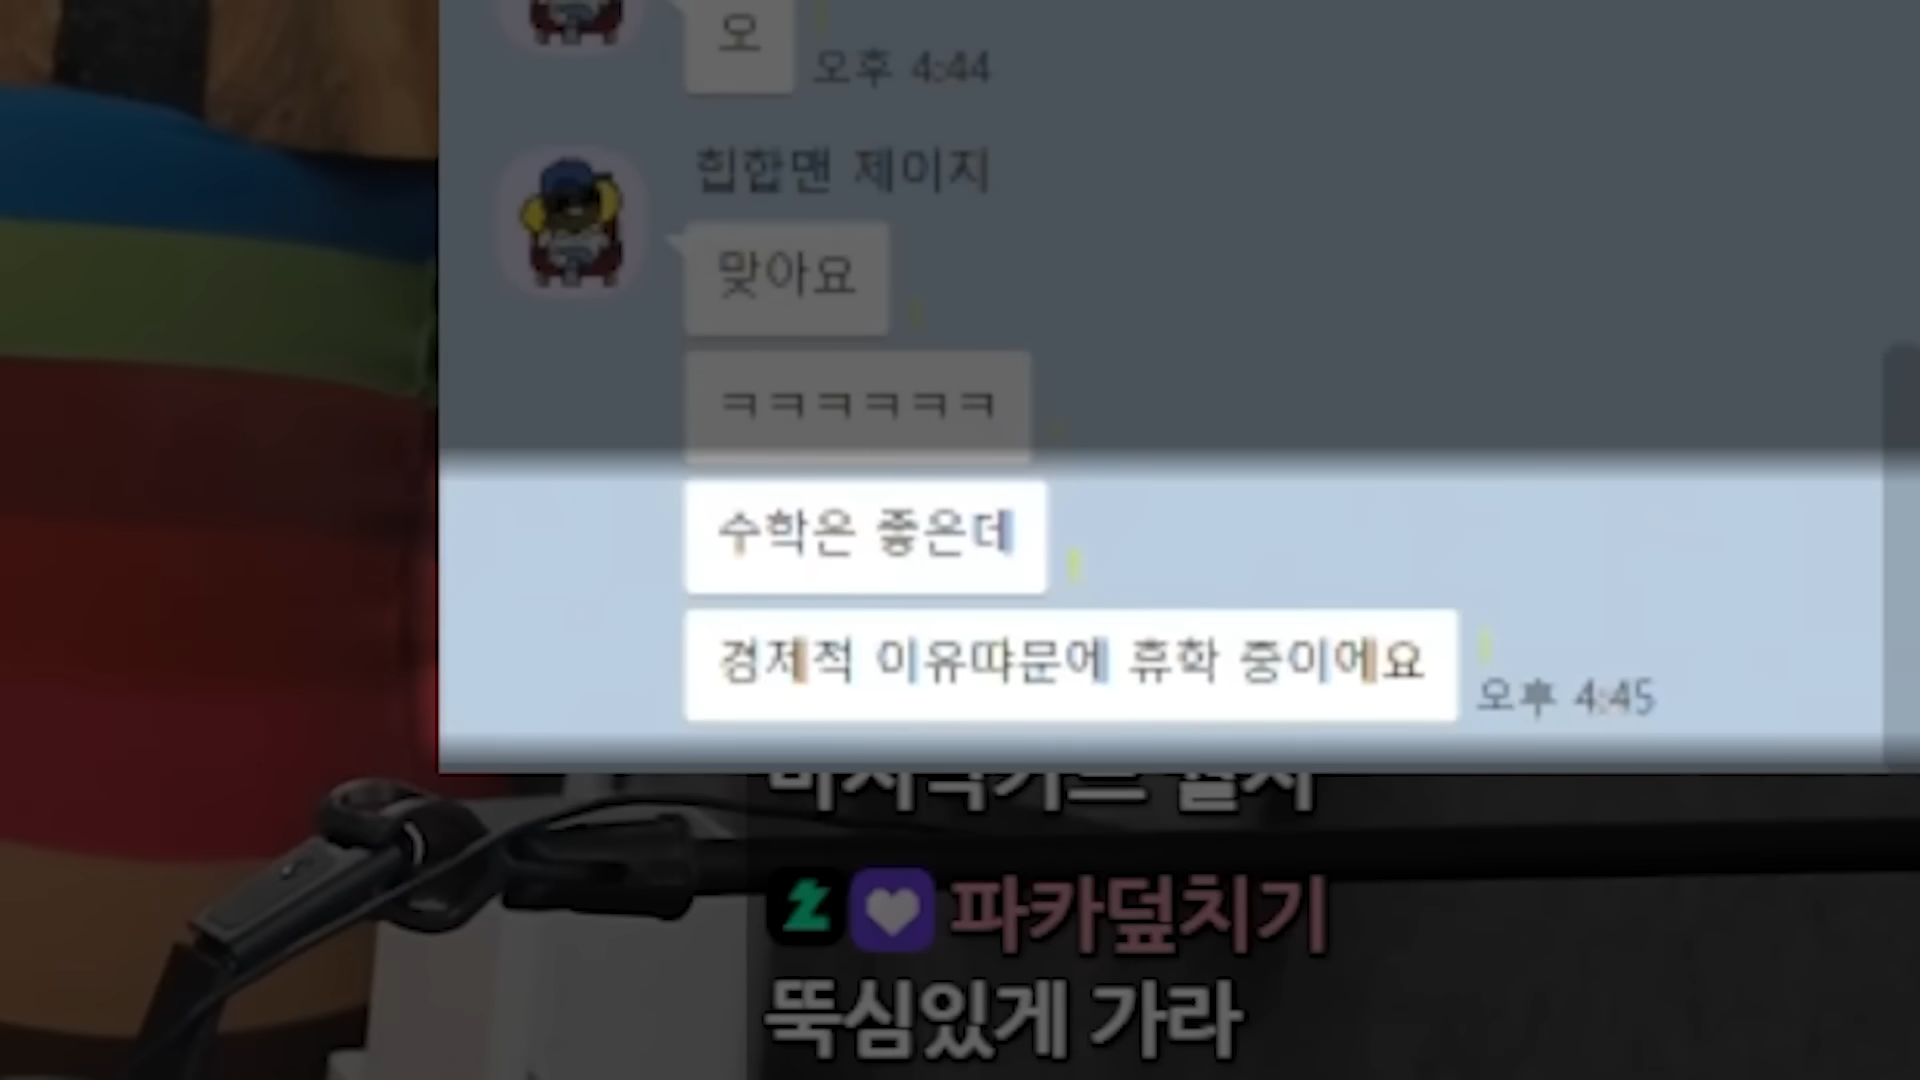 오
오후 4:44
힙합맨 제이지
맞아요
ㅋㅋㅋㅋㅋㅋ
수학은 좋은데
경제적 이유땨문에 휴학 중이에요
오후 4:45
파카덮치기
뚝심있게 가라